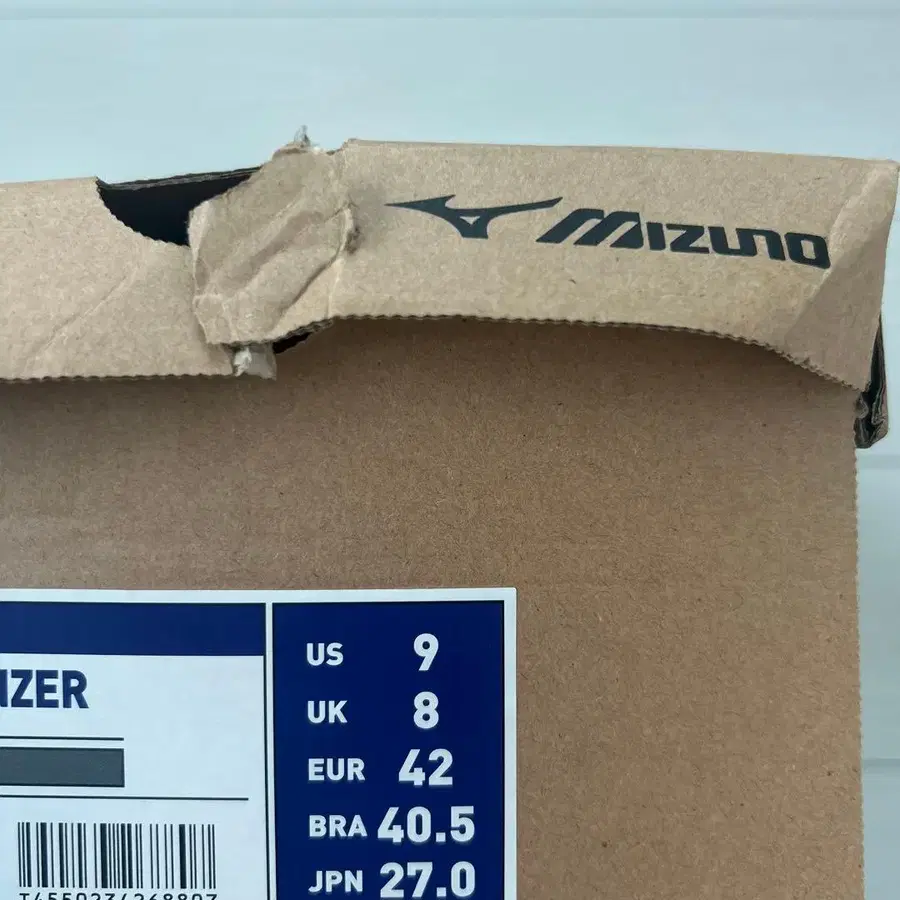 MIZUNO
IZER
US 9
UK 8
EUR 42
BRA 40.5
JPN 27.0